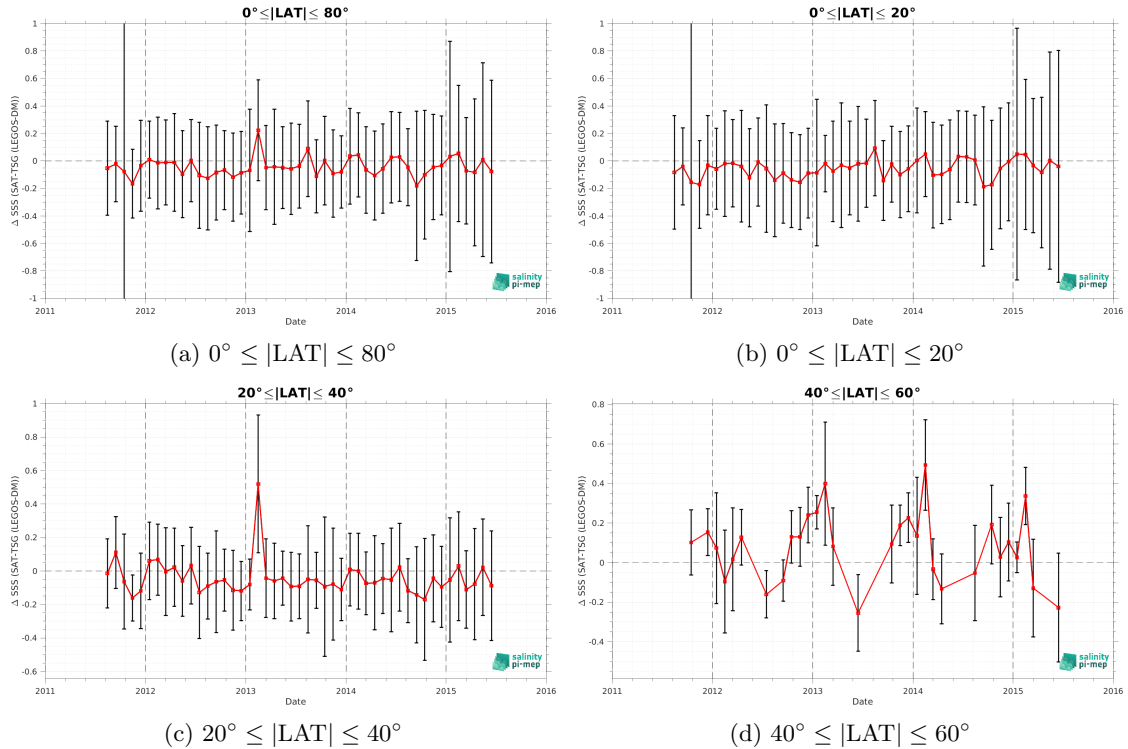 0°≤|LAT|≤ 80°
Δ SSS (SAT-TSG (LEGOS-DM))
1
0.8
0.6
0.4
0.2
0
-0.2
-0.4
-0.6
-0.8
-1
2011 2012 2013 2014 2015 2016
Date
salinity
pi-mep
(a) 0° ≤ |LAT| ≤ 80°
0°≤|LAT|≤ 20°
Δ SSS (SAT-TSG (LEGOS-DM))
1
0.8
0.6
0.4
0.2
0
-0.2
-0.4
-0.6
-0.8
-1
2011 2012 2013 2014 2015 2016
Date
salinity
pi-mep
(b) 0° ≤ |LAT| ≤ 20°
20°≤|LAT|≤ 40°
Δ SSS (SAT-TSG (LEGOS-DM))
1
0.8
0.6
0.4
0.2
0
-0.2
-0.4
-0.6
2011 2012 2013 2014 2015 2016
Date
salinity
pi-mep
(c) 20° ≤ |LAT| ≤ 40°
40°≤|LAT|≤ 60°
Δ SSS (SAT-TSG (LEGOS-DM))
0.8
0.6
0.4
0.2
0
-0.2
-0.4
2011 2012 2013 2014 2015 2016
Date
salinity
pi-mep
(d) 40° ≤ |LAT| ≤ 60°